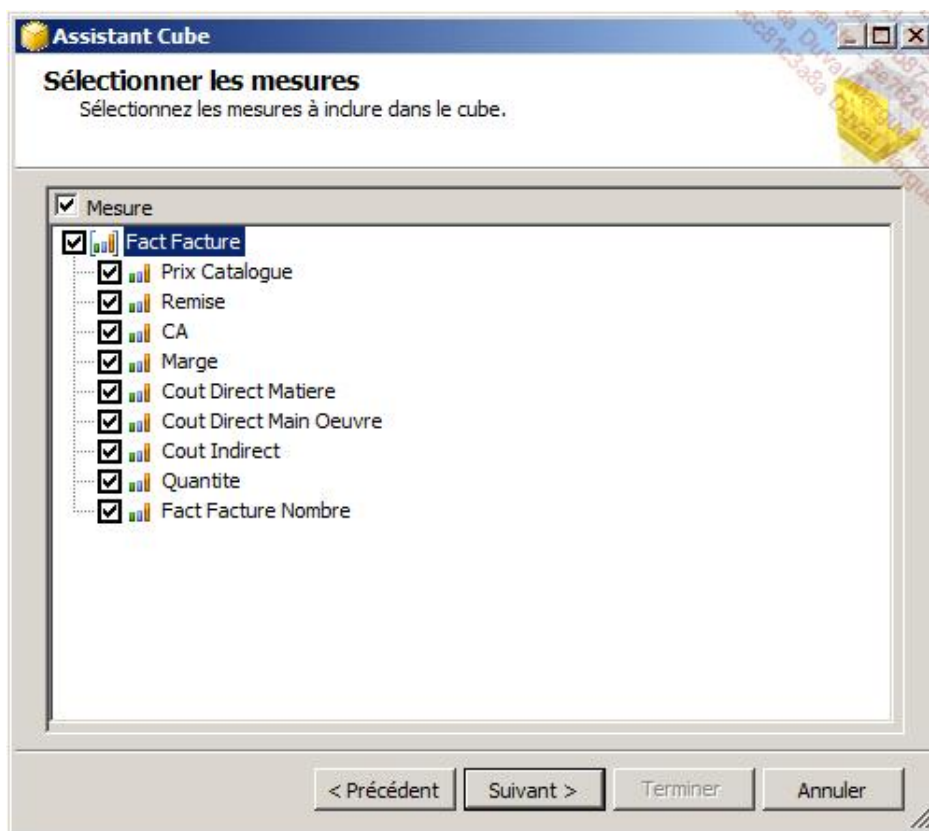 Assistant Cube
Sélectionner les mesures
Sélectionnez les mesures à inclure dans le cube.
Mesure
Fact Facture
Prix Catalogue
Remise
CA
Marge
Cout Direct Matiere
Cout Direct Main Oeuvre
Cout Indirect
Quantite
Fact Facture Nombre
< Précédent
Suivant >
Terminer
Annuler